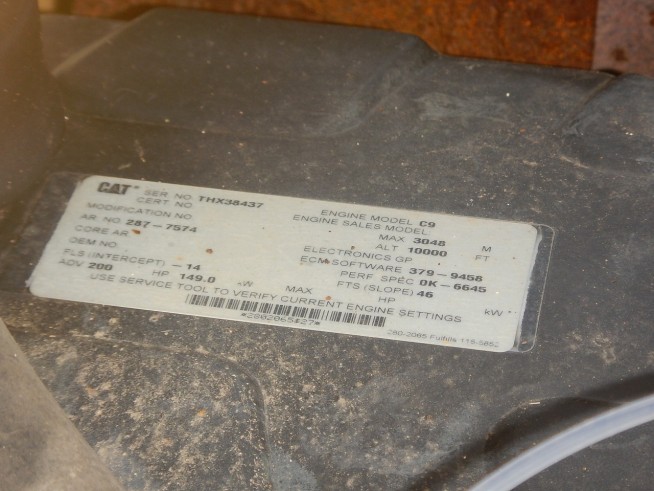 CAT SER. NO. THX38437 ENGINE MODEL C9
CERT NO. ENGINE SALES MODEL
MODIFICATION NO. MAX 3048 M
AR. NO. 287-7574 ALT 10000 FT
CORE AR ELECTRONICS GP
OEM NO. ECM SOFTWARE 379-9458
FLS (INTERCEPT) -14 PERF SPEC 0K-6645
ADV 200 HP 149.0 kW MAX FTS (SLOPE) 46 HP kW
USE SERVICE TOOL TO VERIFY CURRENT ENGINE SETTINGS
280-2065